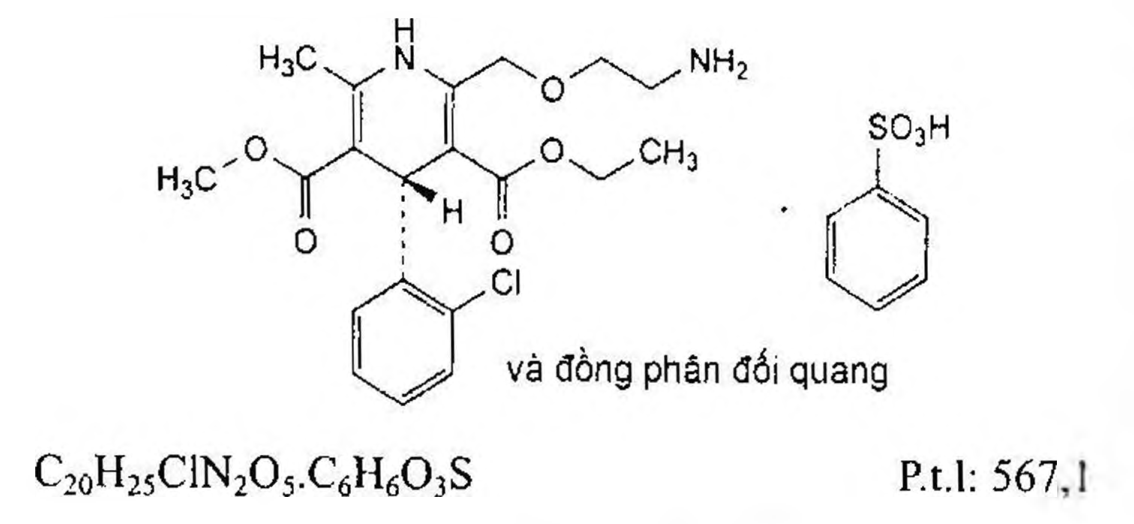 H
N
H₃C
NH₂
O
O
O
CH₃
H₃C
SO₃H
H
O
O
Cl
và đồng phân đối quang
C₂₀H₂₅ClN₂O₅.C₆H₆O₃S P.t.l: 567,1